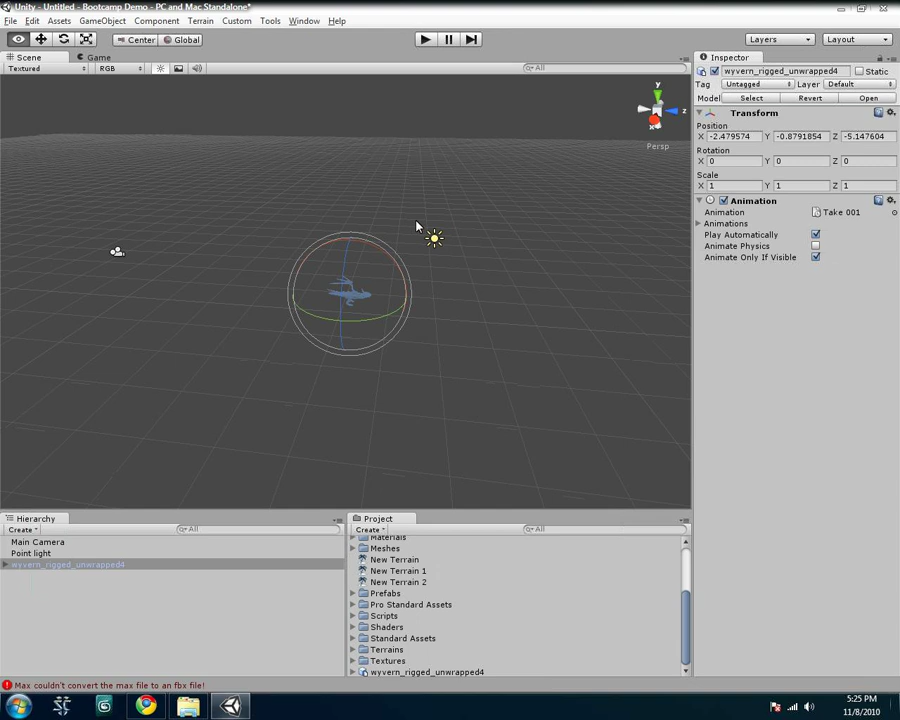 Unity - Untitled - Bootcamp Demo - PC and Mac Standalone*
File Edit Assets GameObject Component Terrain Custom Tools Window Help
Center Global Layers Layout
Scene Game Inspector
Textured RGB All
wyvern_rigged_unwrapped4 Static
Tag Untagged Layer Default
Model Select Revert Open
Transform
Position
X -2.479574 Y -0.8791854 Z -5.147604
Rotation
X 0 Y 0 Z 0
Scale
X 1 Y 1 Z 1
Animation
Animation Take 001
Animations
Play Automatically
Animate Physics
Animate Only If Visible
y
z
x
Persp
Hierarchy
Create All
Main Camera
Point light
wyvern_rigged_unwrapped4
Project
Create All
Materials
Meshes
New Terrain
New Terrain 1
New Terrain 2
Prefabs
Pro Standard Assets
Scripts
Shaders
Standard Assets
Terrains
Textures
wyvern_rigged_unwrapped4
Max couldn't convert the max file to an fbx file!
5:25 PM
11/8/2010